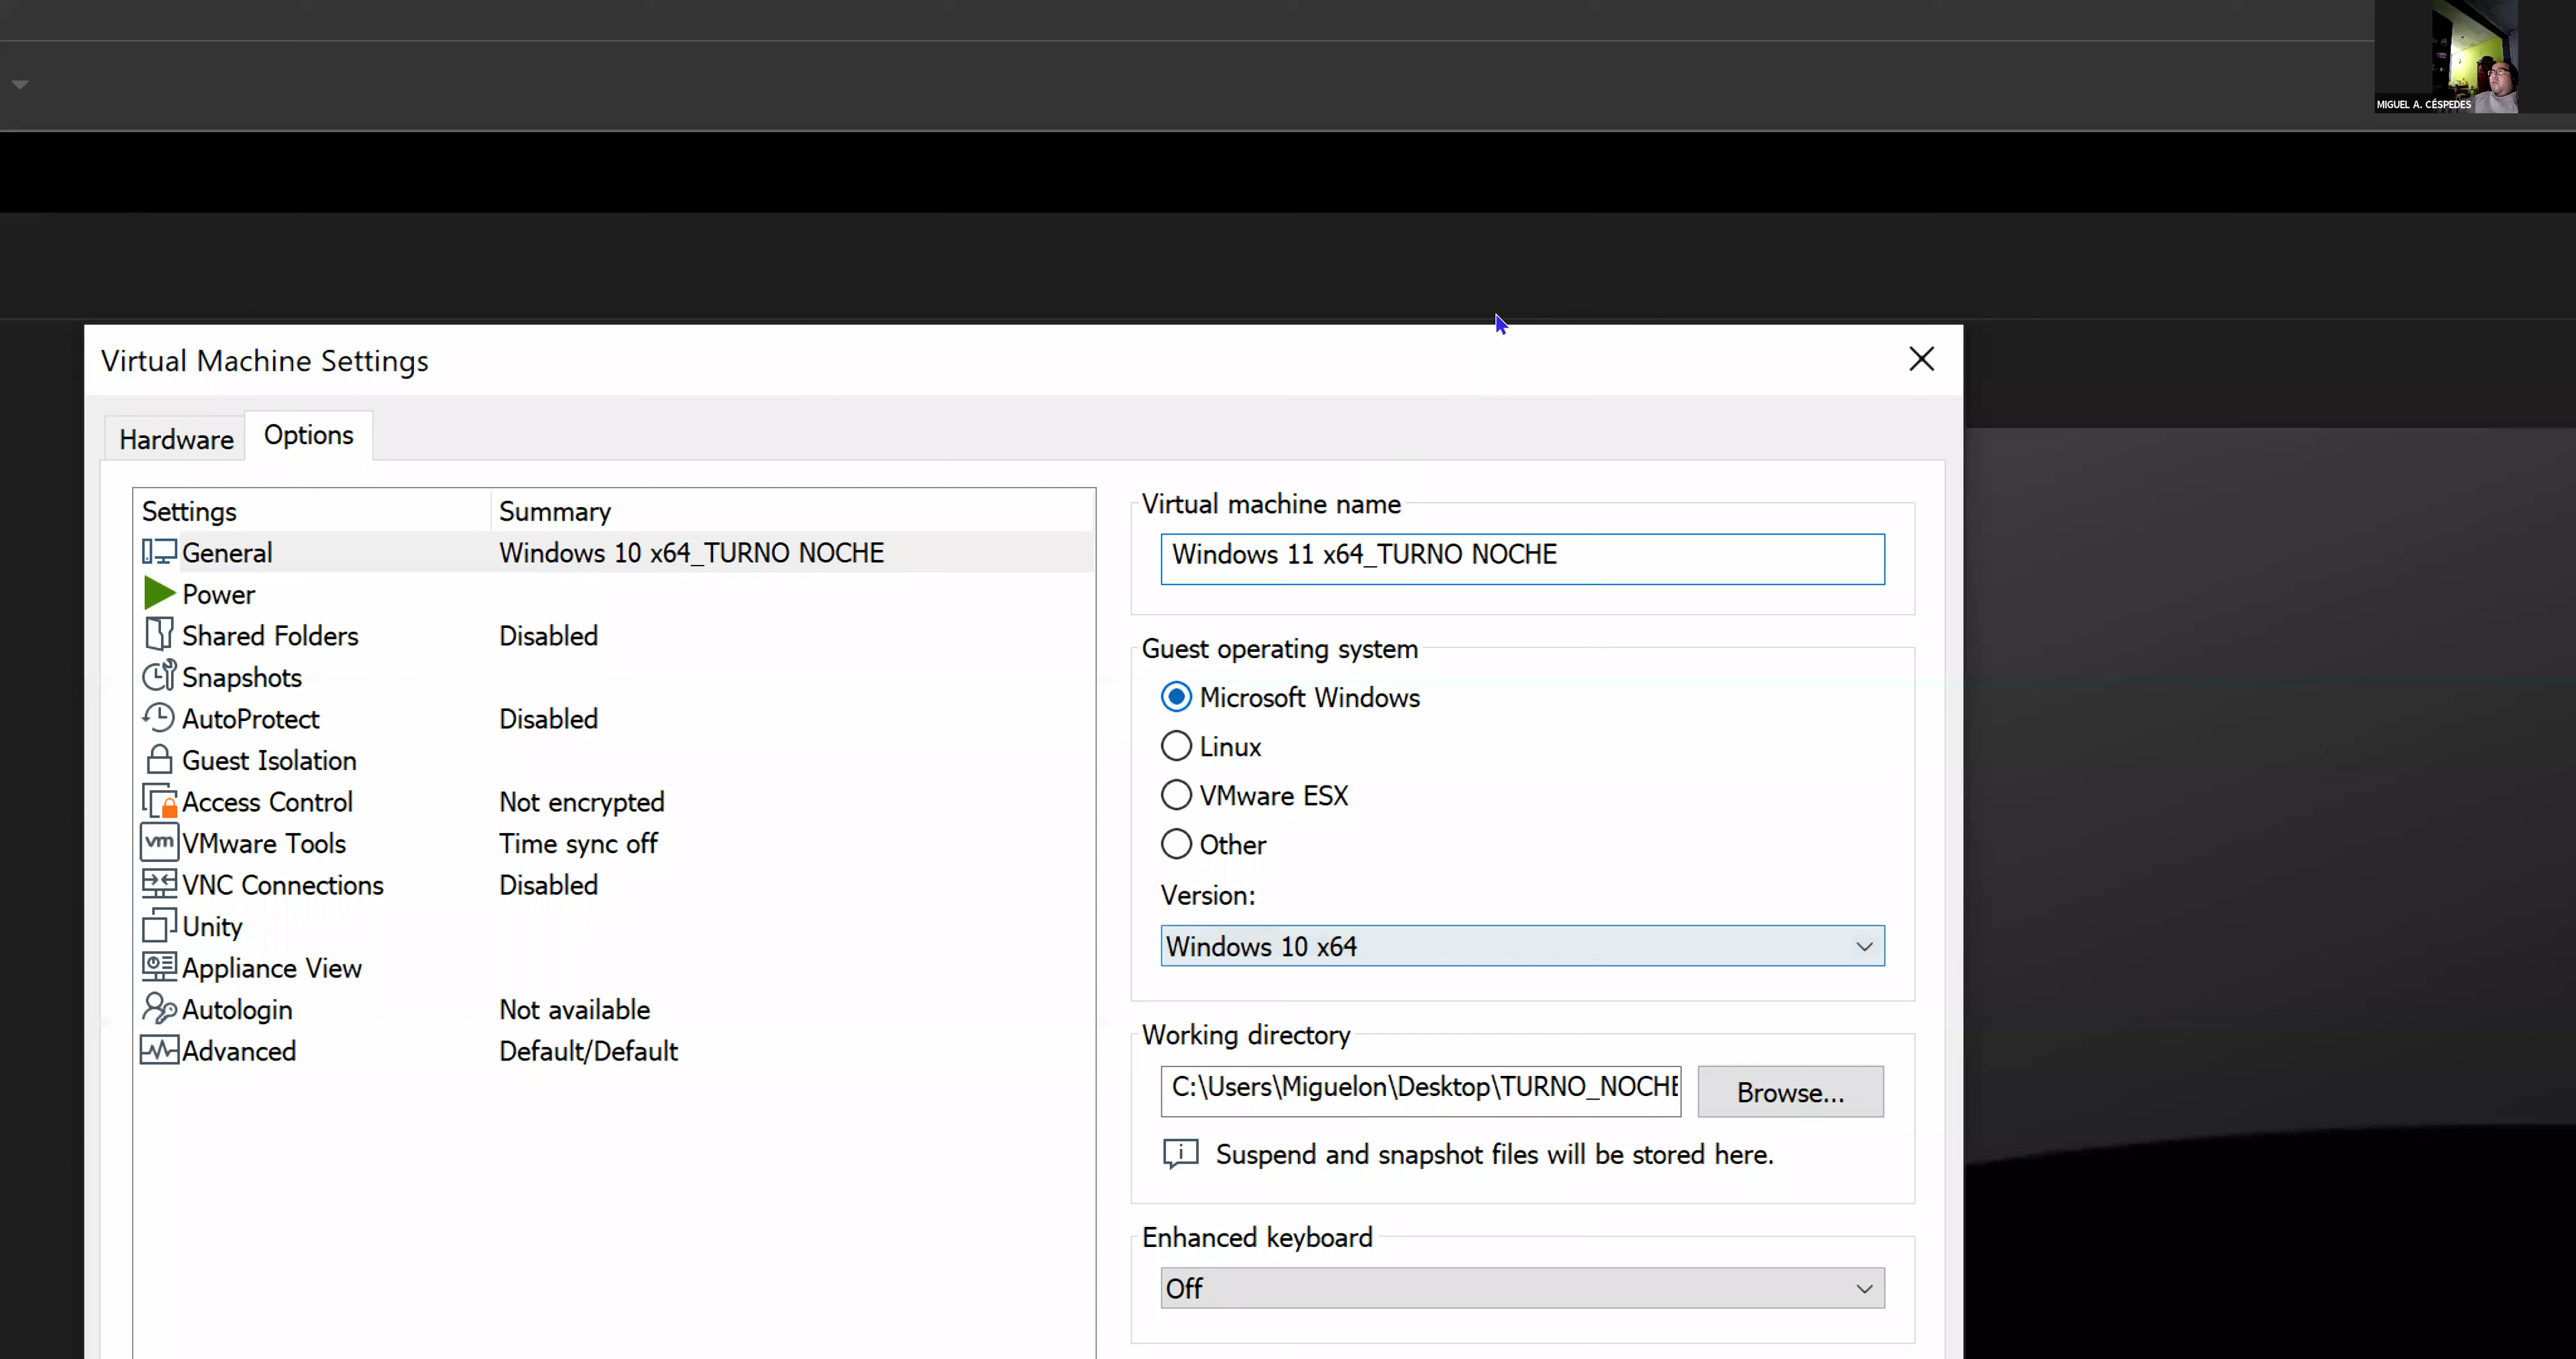 MIGUEL A. CÉSPEDES
Virtual Machine Settings
Hardware
Options
Settings Summary
General Windows 10 x64_TURNO NOCHE
Power
Shared Folders Disabled
Snapshots
AutoProtect Disabled
Guest Isolation
Access Control Not encrypted
vm VMware Tools Time sync off
VNC Connections Disabled
Unity
Appliance View
Autologin Not available
Advanced Default/Default
Virtual machine name
Windows 11 x64_TURNO NOCHE
Guest operating system
Microsoft Windows
Linux
VMware ESX
Other
Version:
Windows 10 x64
Working directory
C:\Users\Miguelon\Desktop\TURNO_NOCHE
Browse...
Suspend and snapshot files will be stored here.
Enhanced keyboard
Off